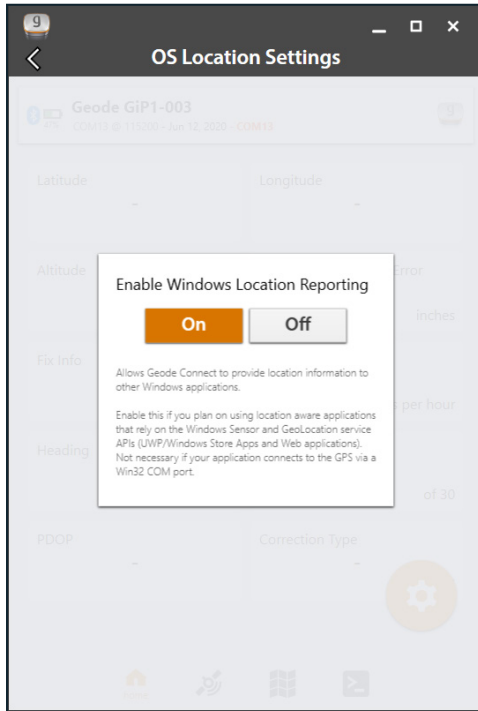 g
OS Location Settings
Geode GiP1-003
COM13 @ 115200 - Jun 12, 2020 - COM13
47%
Latitude
Longitude
-
-
Altitude
Error
Enable Windows Location Reporting
On
Off
inches
Allows Geode Connect to provide location information to
other Windows applications.
Fix Info
Enable this if you plan on using location aware applications
that rely on the Windows Sensor and GeoLocation service
APIs (UWP/Windows Store Apps and Web applications).
Not necessary if your application connects to the GPS via a
Win32 COM port.
per hour
Heading
of 30
PDOP
Correction Type
-
-